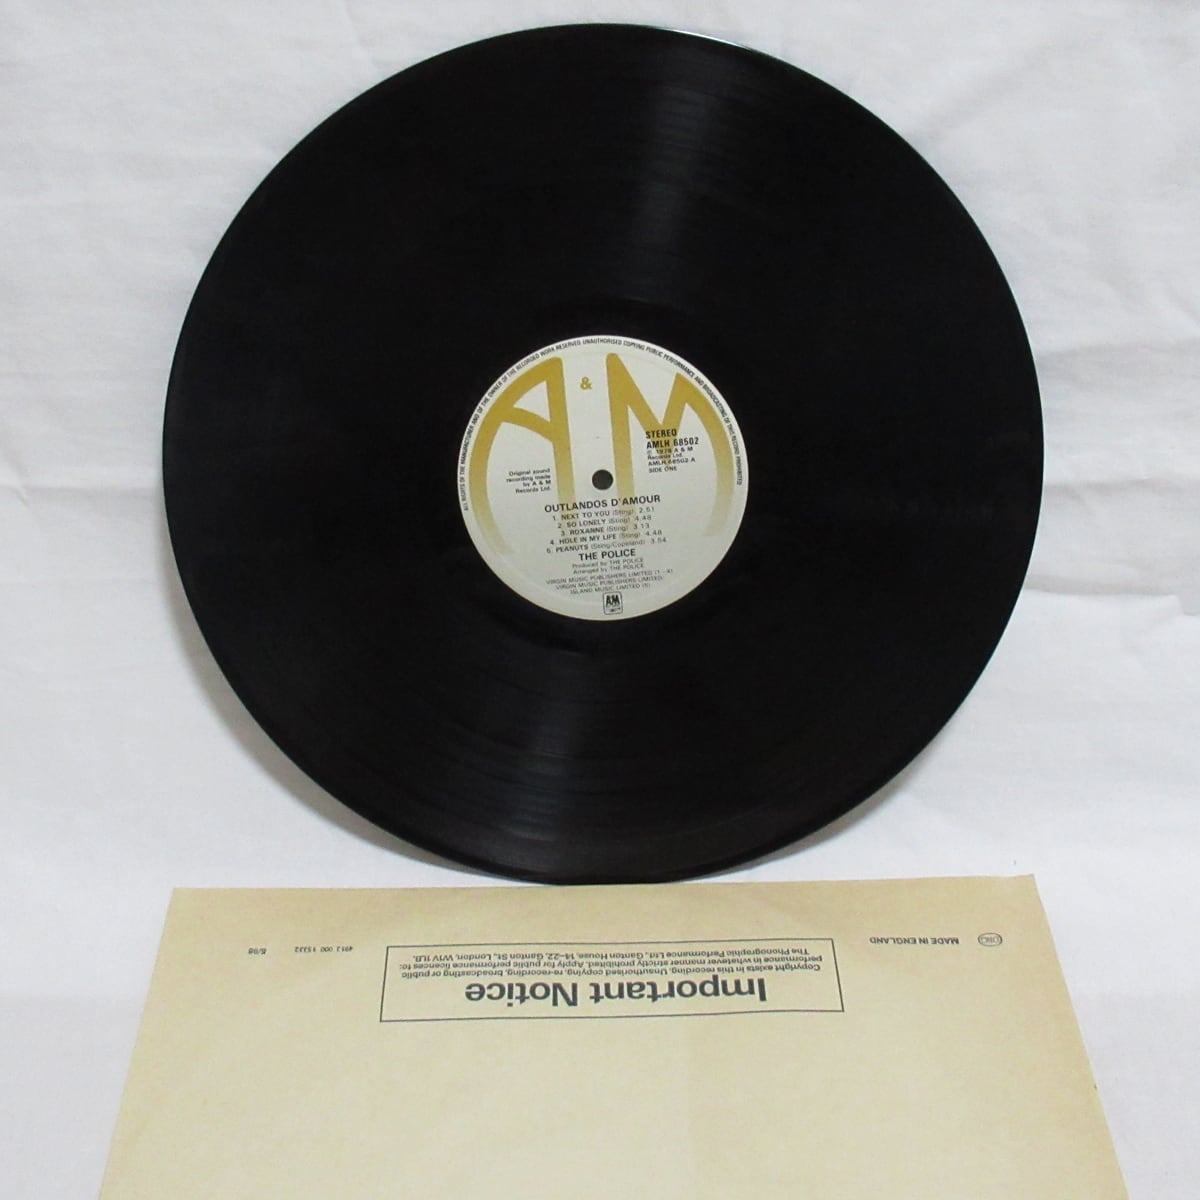 ALL RIGHTS OF THE MANUFACTURER AND OF THE OWNER OF THE RECORDED WORK RESERVED UNAUTHORISED COPYING PUBLIC PERFORMANCE AND BROADCASTING OF THIS RECORD PROHIBITED
A & M
STEREO
AMLH 68502
℗ 1978 A & M
Records Ltd.
AMLH 68502-A
SIDE ONE
Original sound
recording made
by A & M
Records Ltd.
OUTLANDOS D'AMOUR
1. NEXT TO YOU (Sting) 2.51
2. SO LONELY (Sting) 4.48
3. ROXANNE (Sting) 3.13
4. HOLE IN MY LIFE (Sting) 4.48
5. PEANUTS (Sting/Copeland) 3.54
THE POLICE
Produced by THE POLICE
Arranged by THE POLICE
VIRGIN MUSIC PUBLISHERS LIMITED (1-4)
VIRGIN MUSIC PUBLISHERS LIMITED/
ISLAND MUSIC LIMITED (5)
A&M
Important Notice
Copyright exists in this recording. Unauthorised copying, re-recording, broadcasting or public
performance in whatever manner strictly prohibited. Apply for public performance licences to:
The Phonographic Performance Ltd., Ganton House, 14-22, Ganton St., London, W1V 1LB.
MADE IN ENGLAND
4912 000 15332